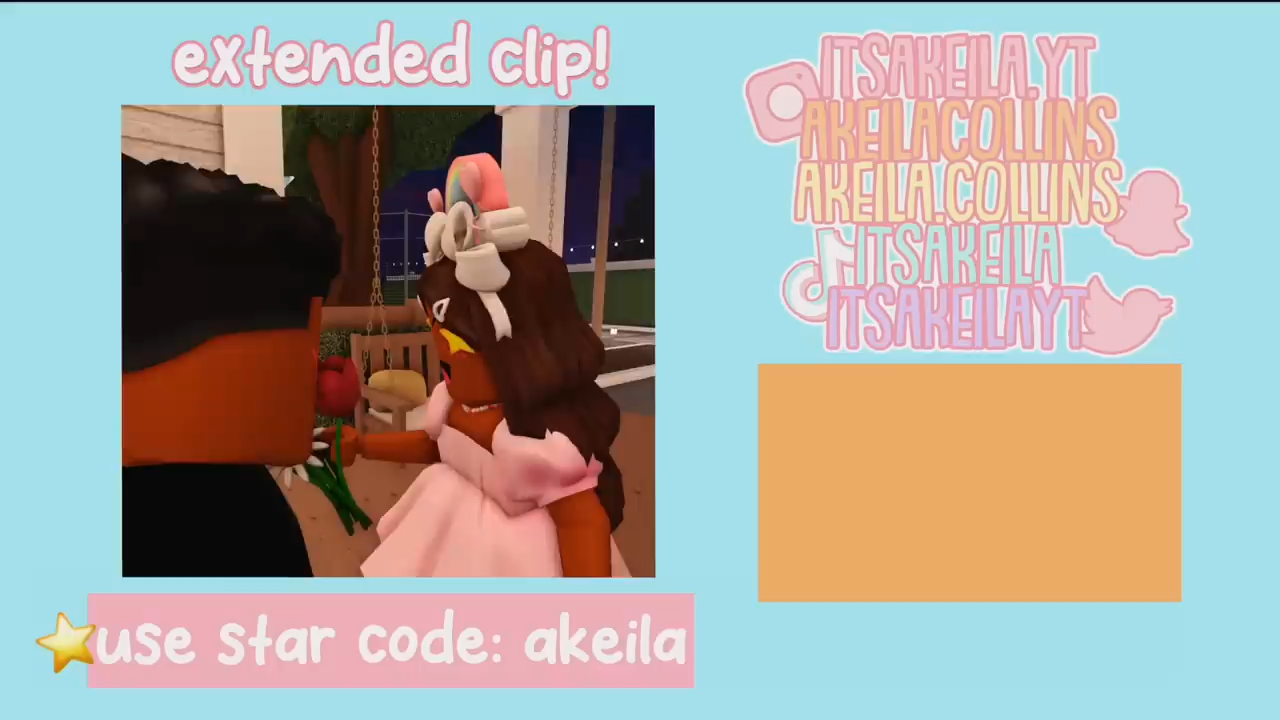 extended clip!
ITSAKEILA.YT
AKEILACOLLINS
AKEILA.COLLINS
ITSAKEILA
ITSAKEILAYT
use star code: akeila